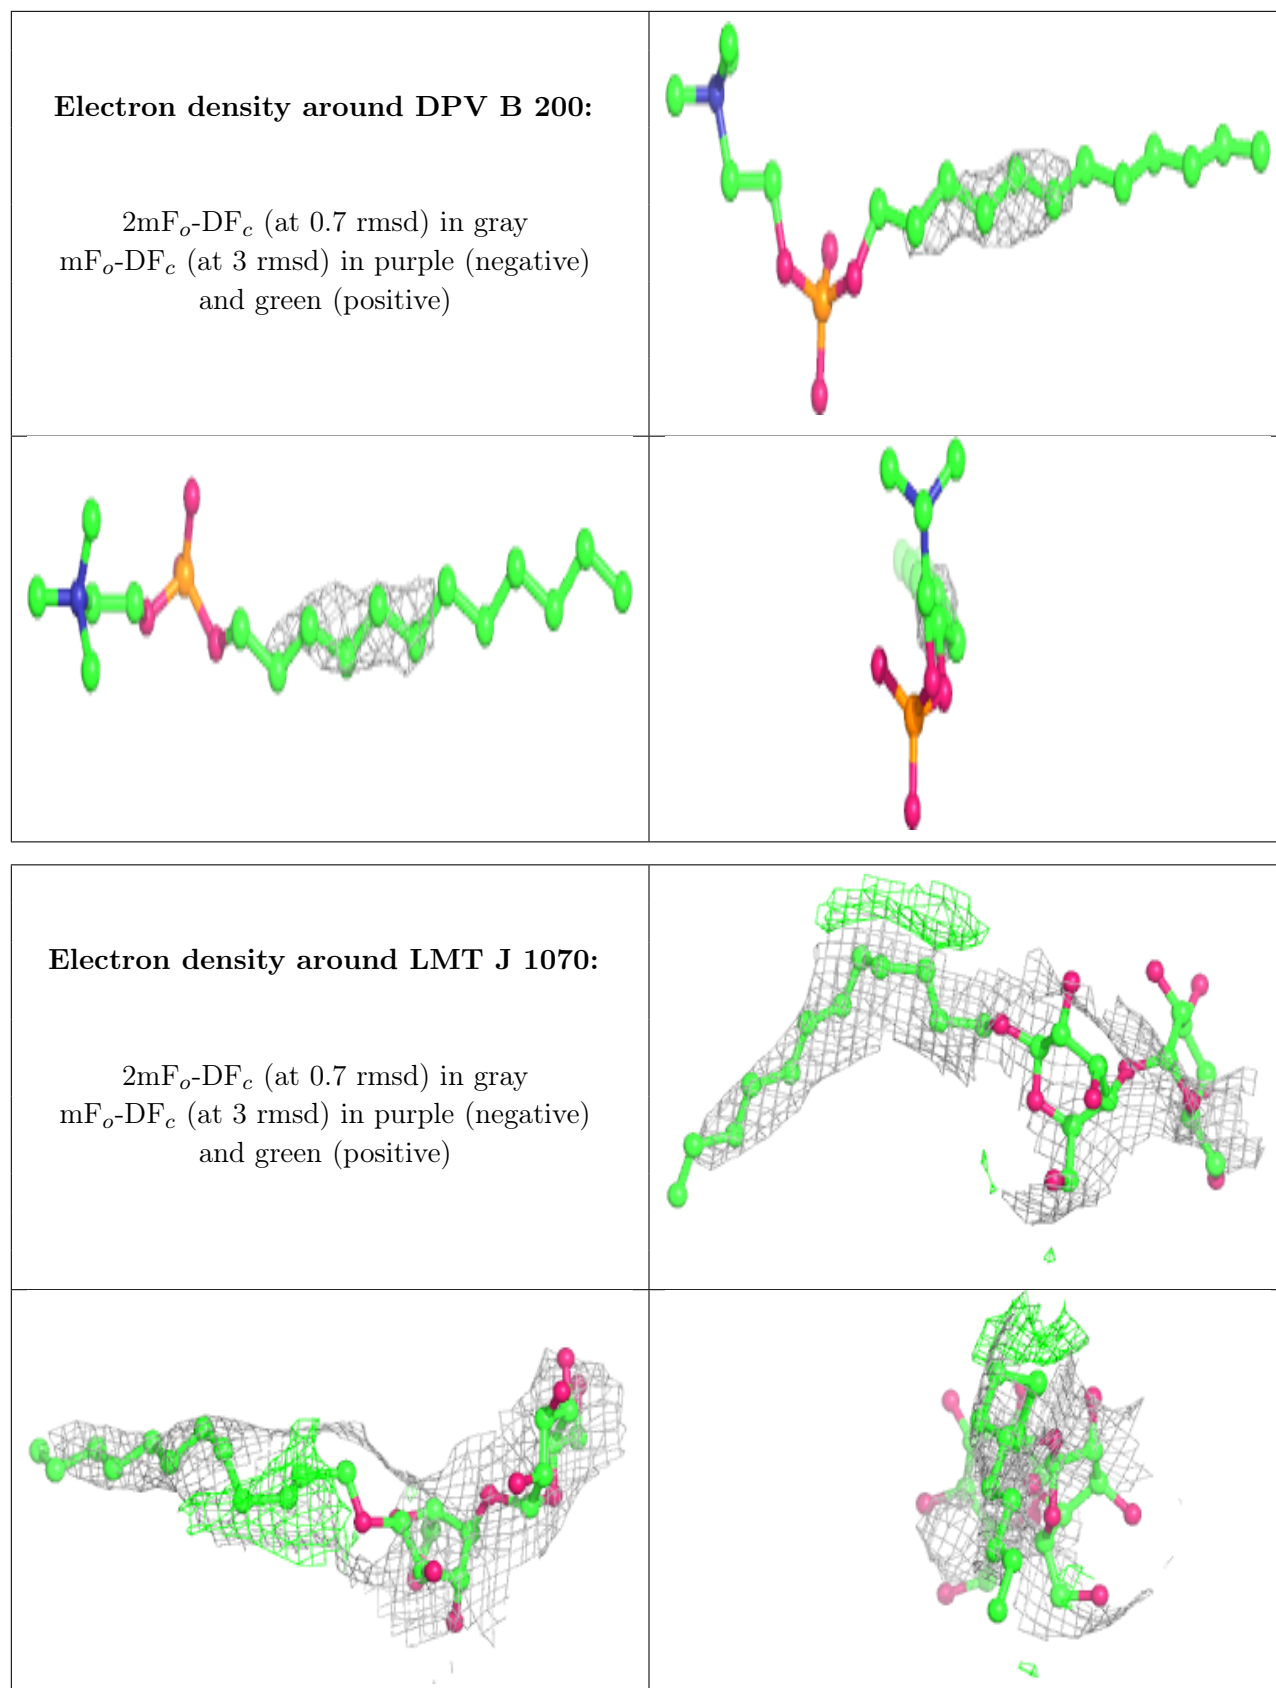 Electron density around DPV B 200:
2mFo-DFc (at 0.7 rmsd) in gray
mFo-DFc (at 3 rmsd) in purple (negative)
and green (positive)
Electron density around LMT J 1070:
2mFo-DFc (at 0.7 rmsd) in gray
mFo-DFc (at 3 rmsd) in purple (negative)
and green (positive)